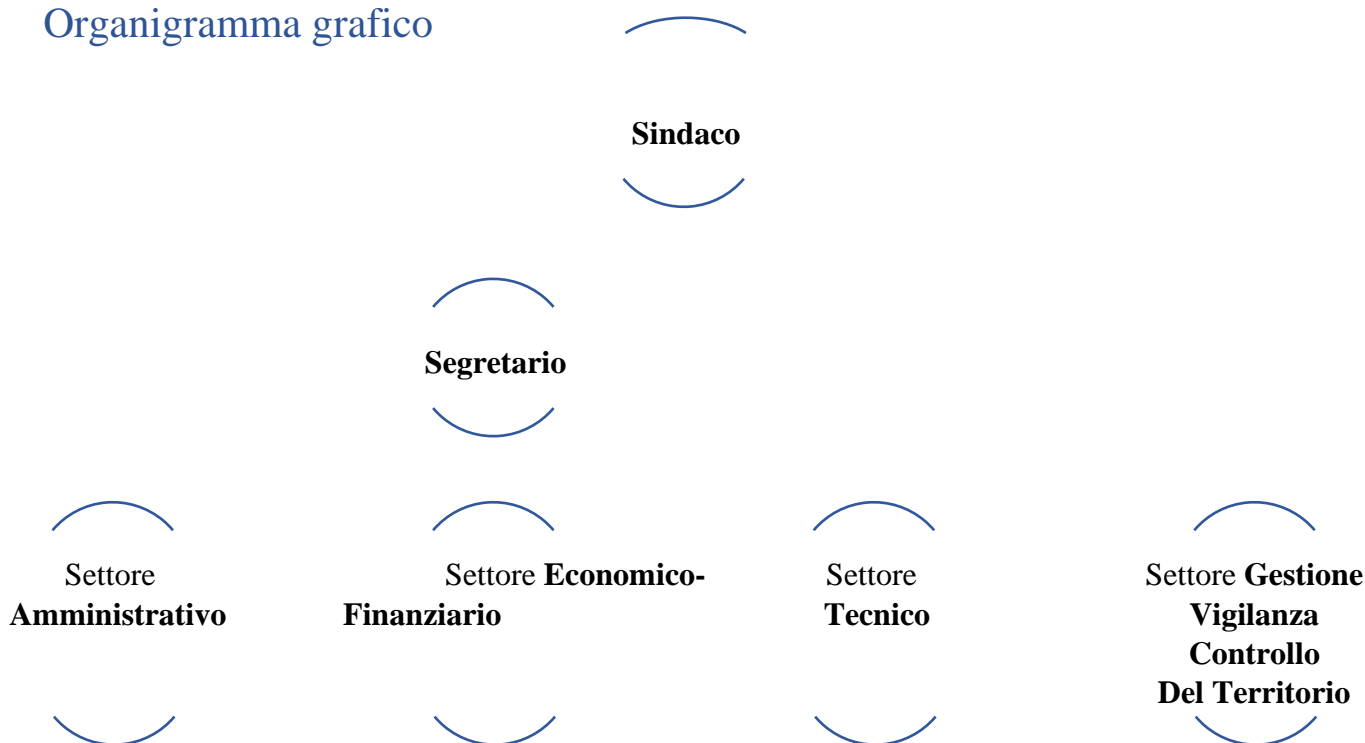 Organigramma grafico
Sindaco
Segretario
Settore
Amministrativo
Settore Economico-
Finanziario
Settore
Tecnico
Settore Gestione
Vigilanza
Controllo
Del Territorio